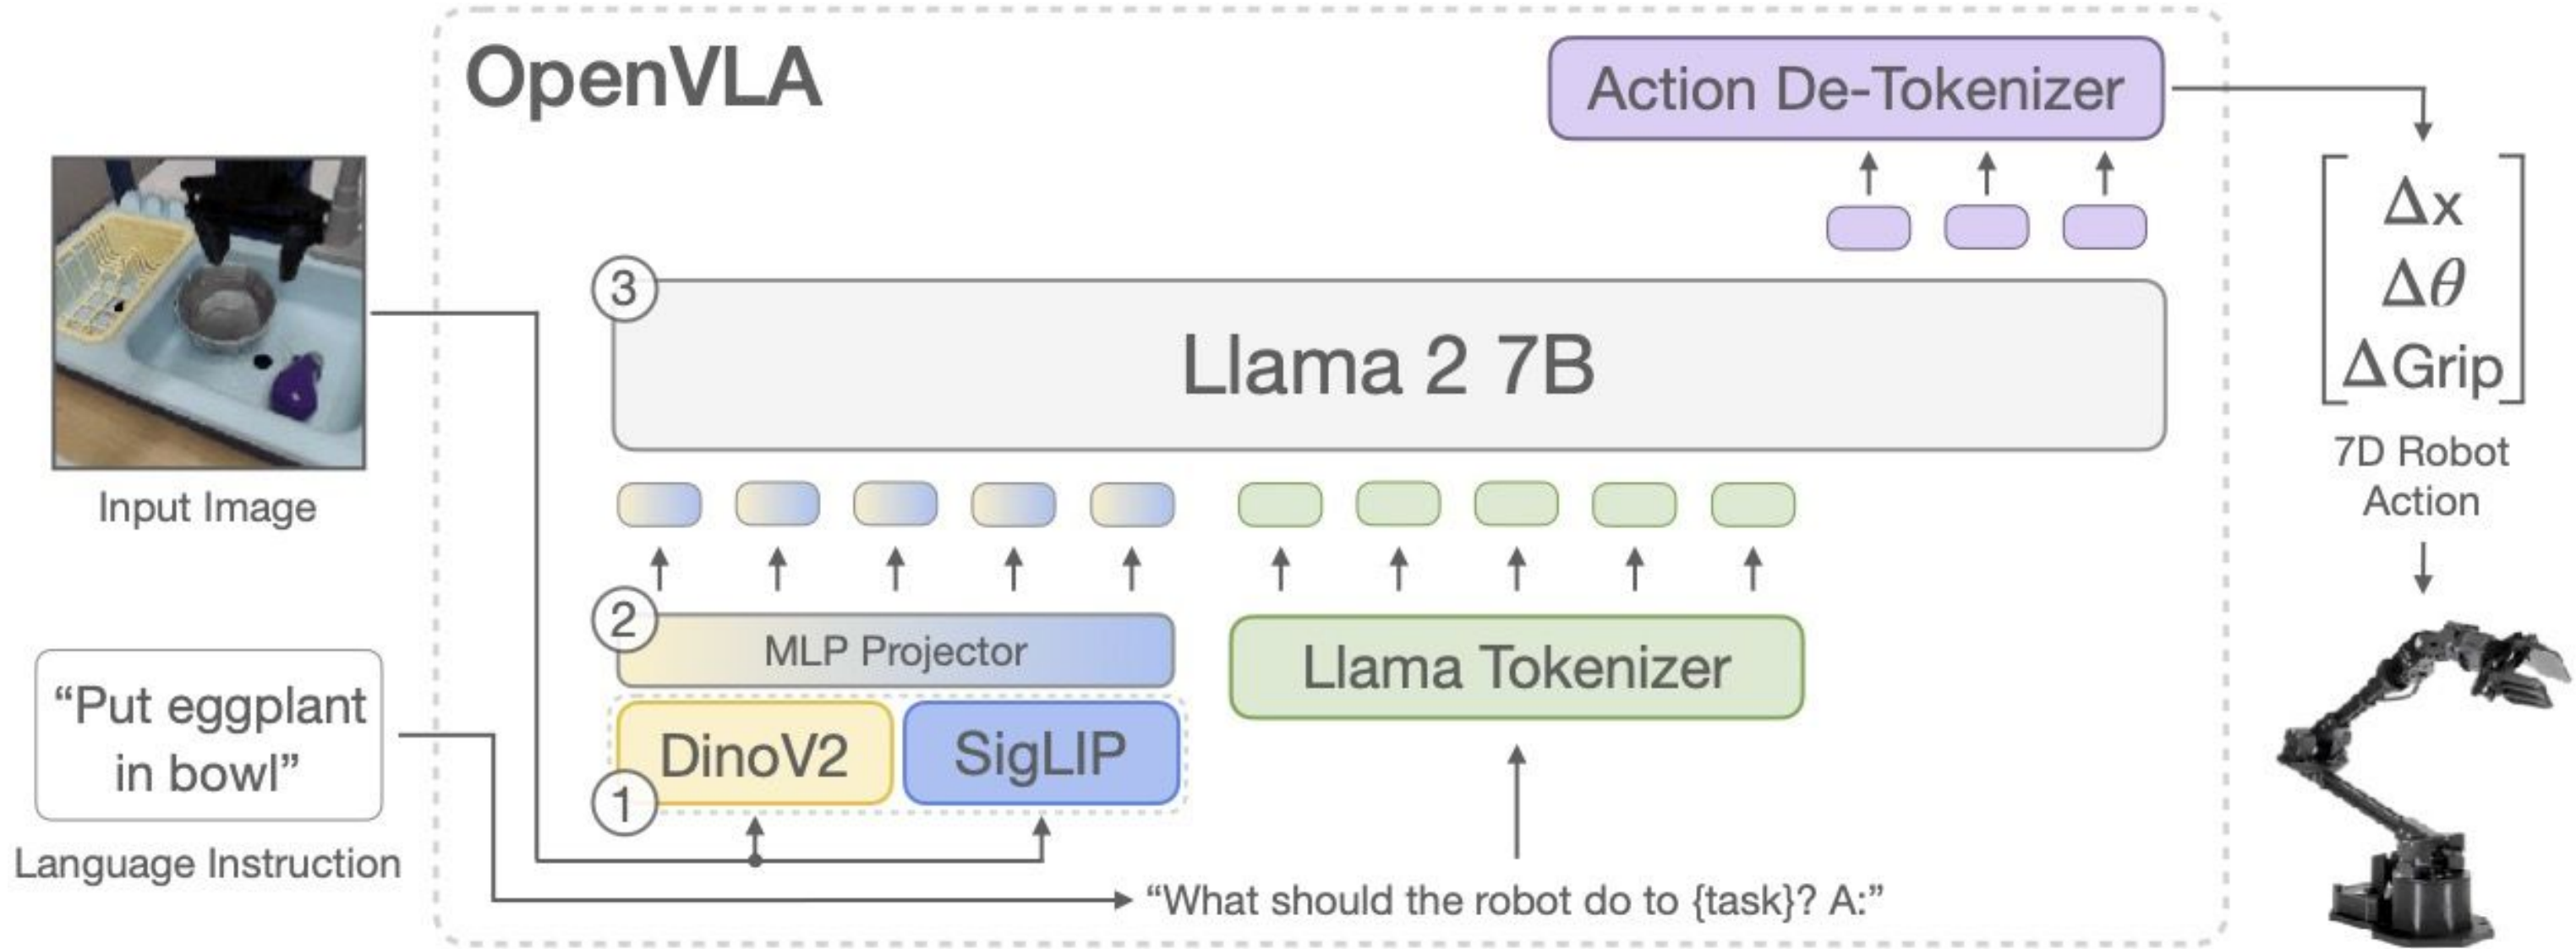 OpenVLA
Action De-Tokenizer
Δx
Δθ
ΔGrip
7D Robot
Action
3
Llama 2 7B
Input Image
2
MLP Projector
Llama Tokenizer
DinoV2
SigLIP
1
“Put eggplant
in bowl”
Language Instruction
“What should the robot do to {task}? A:”